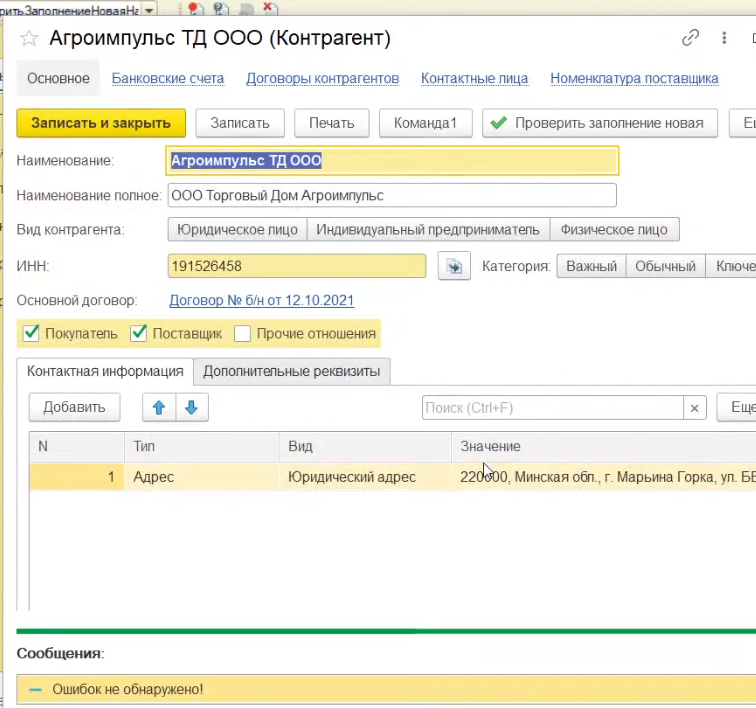 рить ЗаполнениеНоваяНа
Агроимпульс ТД ООО (Контрагент)
Основное Банковские счета Договоры контрагентов Контактные лица Номенклатура поставщика
Записать и закрыть Записать Печать Команда1 Проверить заполнение новая Ещ
Наименование: Агроимпульс ТД ООО
Наименование полное: ООО Торговый Дом Агроимпульс
Вид контрагента: Юридическое лицо Индивидуальный предприниматель Физическое лицо
ИНН: 191526458 Категория: Важный Обычный Ключе
Основной договор: Договор № б/н от 12.10.2021
Покупатель Поставщик Прочие отношения
Контактная информация Дополнительные реквизиты
Добавить Поиск (Ctrl+F) × Еще
N Тип Вид Значение
1 Адрес Юридический адрес 220600, Минская обл., г. Марьина Горка, ул. БЕ
Сообщения:
Ошибок не обнаружено!